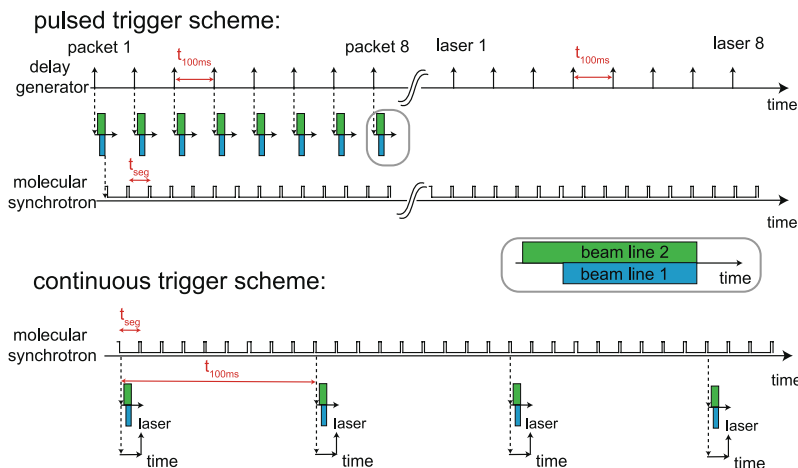 pulsed trigger scheme:
packet 1
packet 8
laser 1
laser 8
t100ms
t100ms
delay
generator
time
tseg
molecular
synchrotron
time
beam line 2
beam line 1
time
continuous trigger scheme:
tseg
molecular
synchrotron
time
t100ms
laser
laser
laser
laser
time
time
time
time